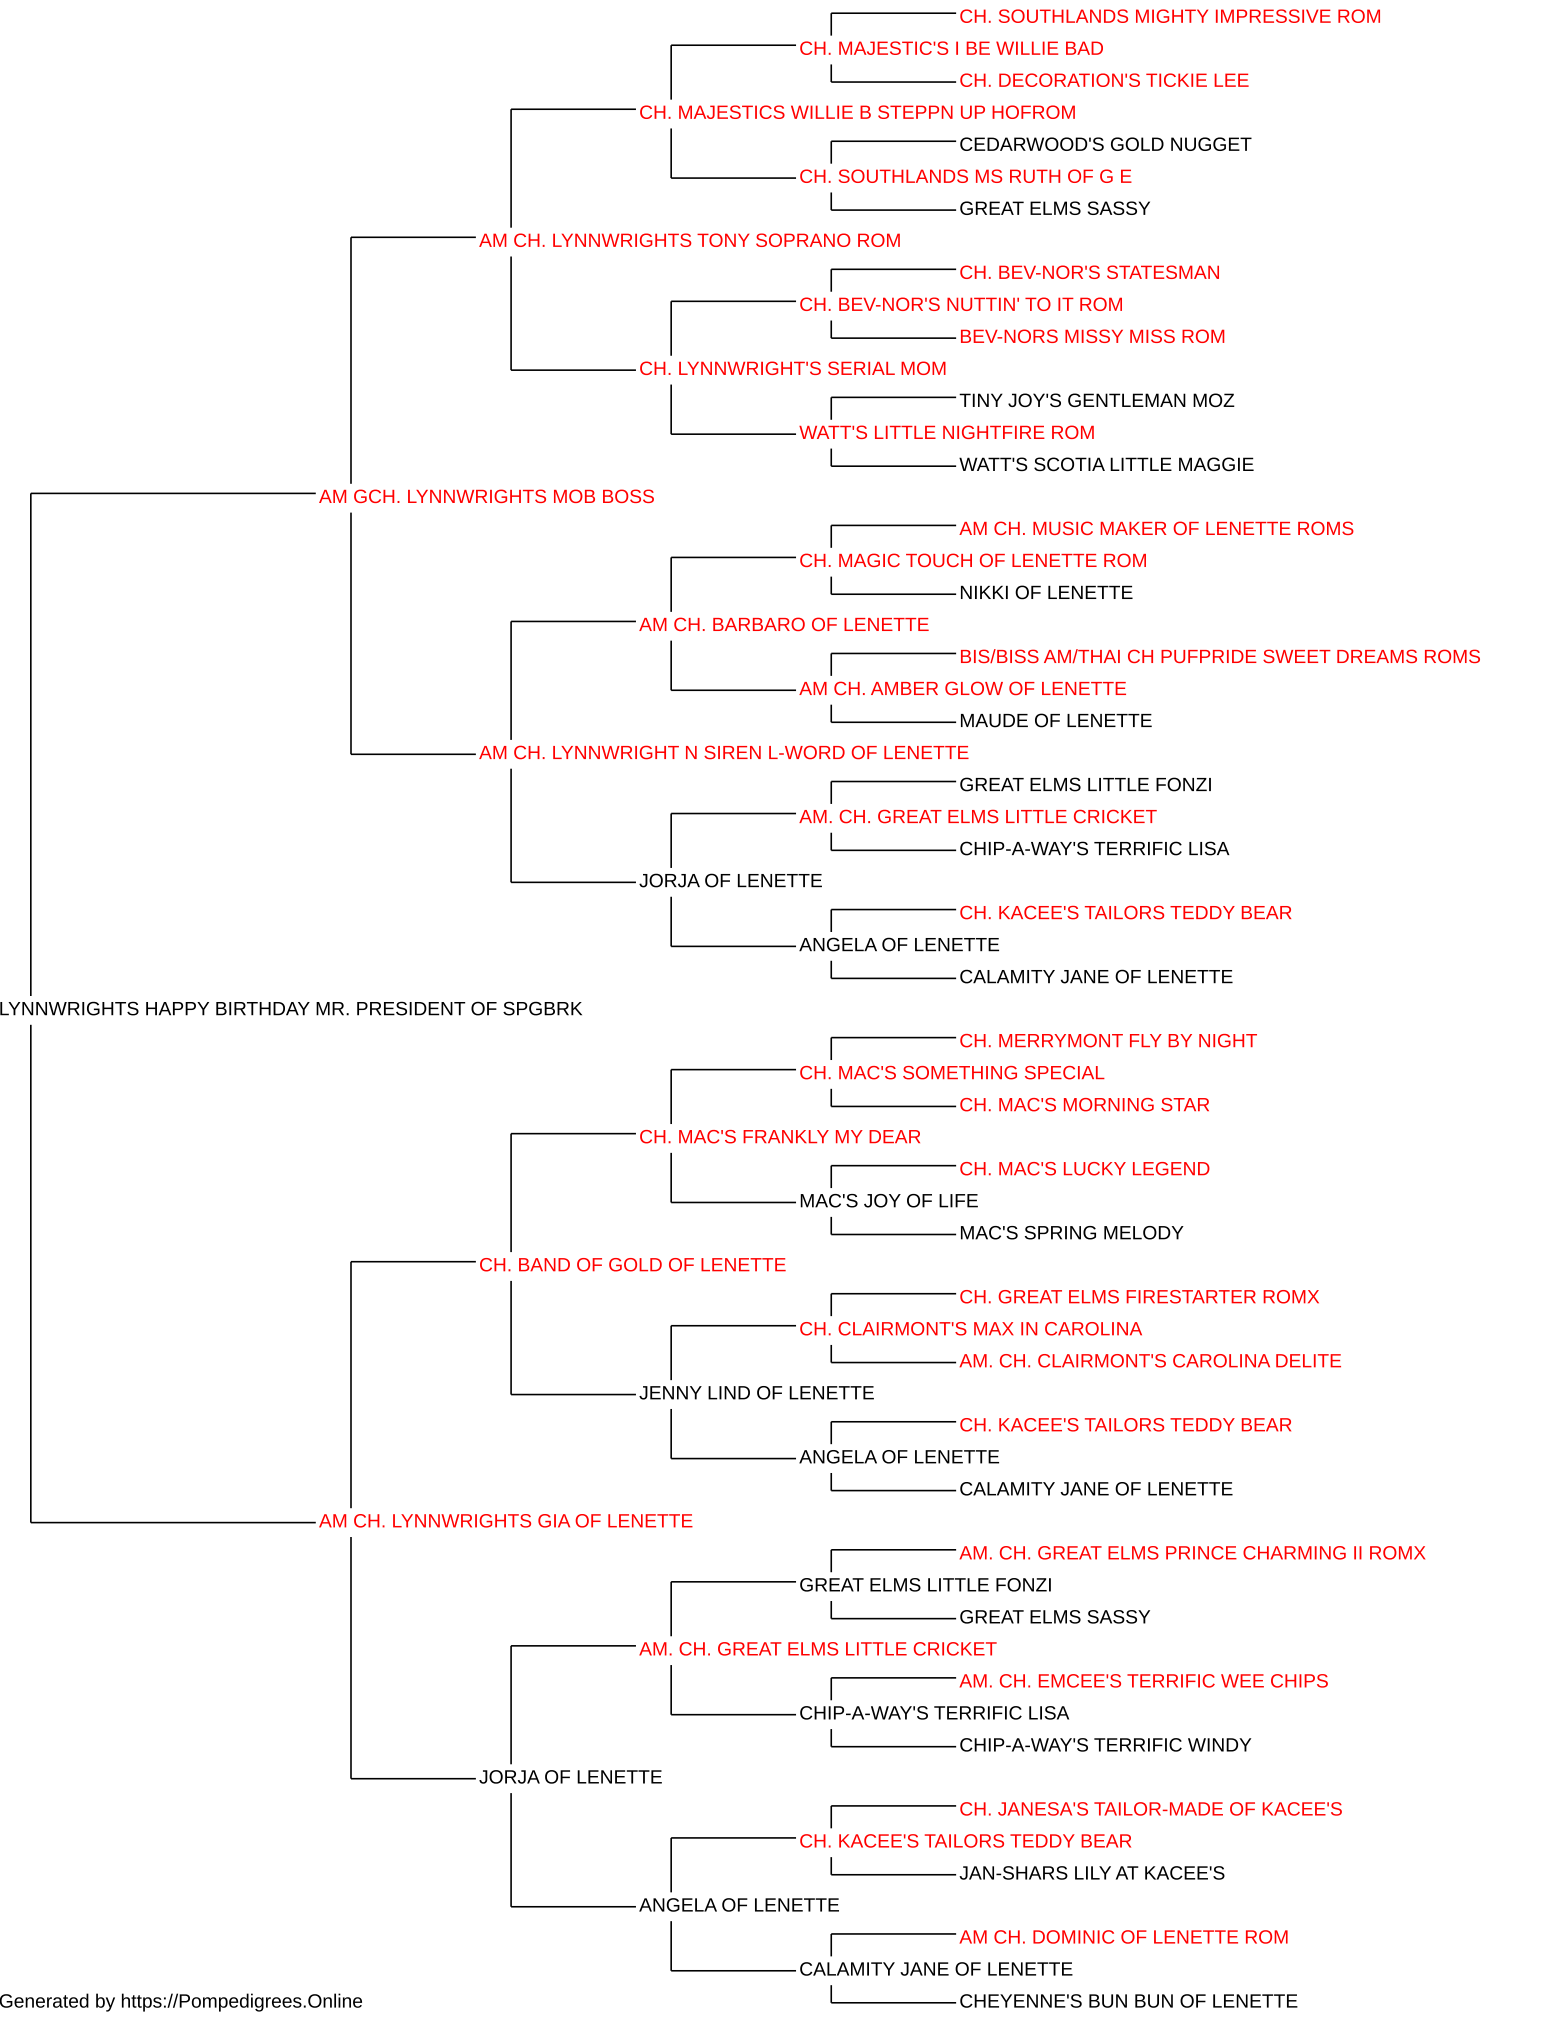 CH. SOUTHLANDS MIGHTY IMPRESSIVE ROM
CH. MAJESTIC'S I BE WILLIE BAD
CH. DECORATION'S TICKIE LEE
CH. MAJESTICS WILLIE B STEPPN UP HOFROM
CEDARWOOD'S GOLD NUGGET
CH. SOUTHLANDS MS RUTH OF G E
GREAT ELMS SASSY
AM CH. LYNNWRIGHTS TONY SOPRANO ROM
CH. BEV-NOR'S STATESMAN
CH. BEV-NOR'S NUTTIN' TO IT ROM
BEV-NORS MISSY MISS ROM
CH. LYNNWRIGHT'S SERIAL MOM
TINY JOY'S GENTLEMAN MOZ
WATT'S LITTLE NIGHTFIRE ROM
WATT'S SCOTIA LITTLE MAGGIE
AM GCH. LYNNWRIGHTS MOB BOSS
AM CH. MUSIC MAKER OF LENETTE ROMS
CH. MAGIC TOUCH OF LENETTE ROM
NIKKI OF LENETTE
AM CH. BARBARO OF LENETTE
BIS/BISS AM/THAI CH PUFPRIDE SWEET DREAMS ROMS
AM CH. AMBER GLOW OF LENETTE
MAUDE OF LENETTE
AM CH. LYNNWRIGHT N SIREN L-WORD OF LENETTE
GREAT ELMS LITTLE FONZI
AM. CH. GREAT ELMS LITTLE CRICKET
CHIP-A-WAY'S TERRIFIC LISA
JORJA OF LENETTE
CH. KACEE'S TAILORS TEDDY BEAR
ANGELA OF LENETTE
CALAMITY JANE OF LENETTE
LYNNWRIGHTS HAPPY BIRTHDAY MR. PRESIDENT OF SPGBRK
CH. MERRYMONT FLY BY NIGHT
CH. MAC'S SOMETHING SPECIAL
CH. MAC'S MORNING STAR
CH. MAC'S FRANKLY MY DEAR
CH. MAC'S LUCKY LEGEND
MAC'S JOY OF LIFE
MAC'S SPRING MELODY
CH. BAND OF GOLD OF LENETTE
CH. GREAT ELMS FIRESTARTER ROMX
CH. CLAIRMONT'S MAX IN CAROLINA
AM. CH. CLAIRMONT'S CAROLINA DELITE
JENNY LIND OF LENETTE
CH. KACEE'S TAILORS TEDDY BEAR
ANGELA OF LENETTE
CALAMITY JANE OF LENETTE
AM CH. LYNNWRIGHTS GIA OF LENETTE
AM. CH. GREAT ELMS PRINCE CHARMING II ROMX
GREAT ELMS LITTLE FONZI
GREAT ELMS SASSY
AM. CH. GREAT ELMS LITTLE CRICKET
AM. CH. EMCEE'S TERRIFIC WEE CHIPS
CHIP-A-WAY'S TERRIFIC LISA
CHIP-A-WAY'S TERRIFIC WINDY
JORJA OF LENETTE
CH. JANESA'S TAILOR-MADE OF KACEE'S
CH. KACEE'S TAILORS TEDDY BEAR
JAN-SHARS LILY AT KACEE'S
ANGELA OF LENETTE
AM CH. DOMINIC OF LENETTE ROM
CALAMITY JANE OF LENETTE
CHEYENNE'S BUN BUN OF LENETTE
Generated by https://Pompedigrees.Online